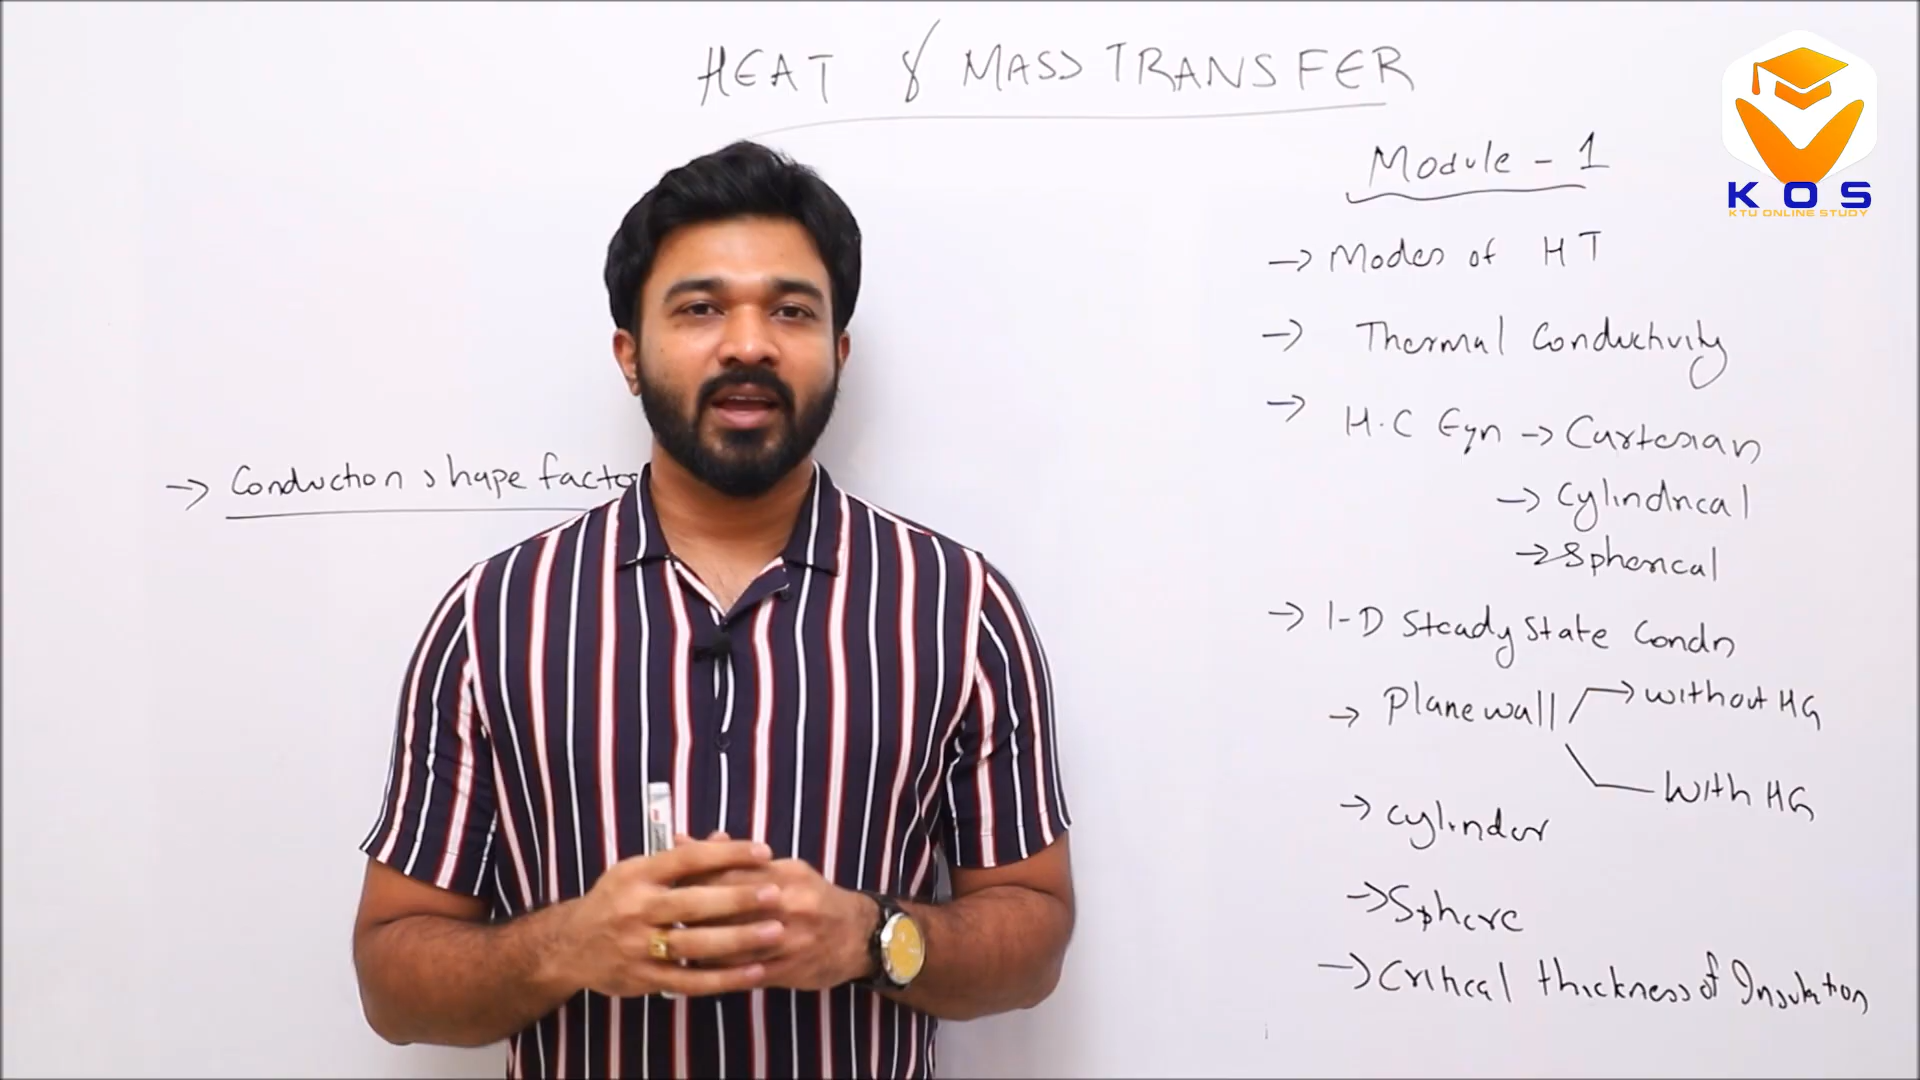 HEAT & MASS TRANSFER
Module - 1
→ Modes of HT
→ Thermal Conductivity
→ H.C Eqn → Cartesian
→ Cylindrical
→ Spherical
→ 1-D Steady State Condn
→ Plane wall → without HG
With HG
→ Cylinder
→ Sphere
→ Critical thickness of Insulation
→ Conduction shape factor
KOS
KTU ONLINE STUDY